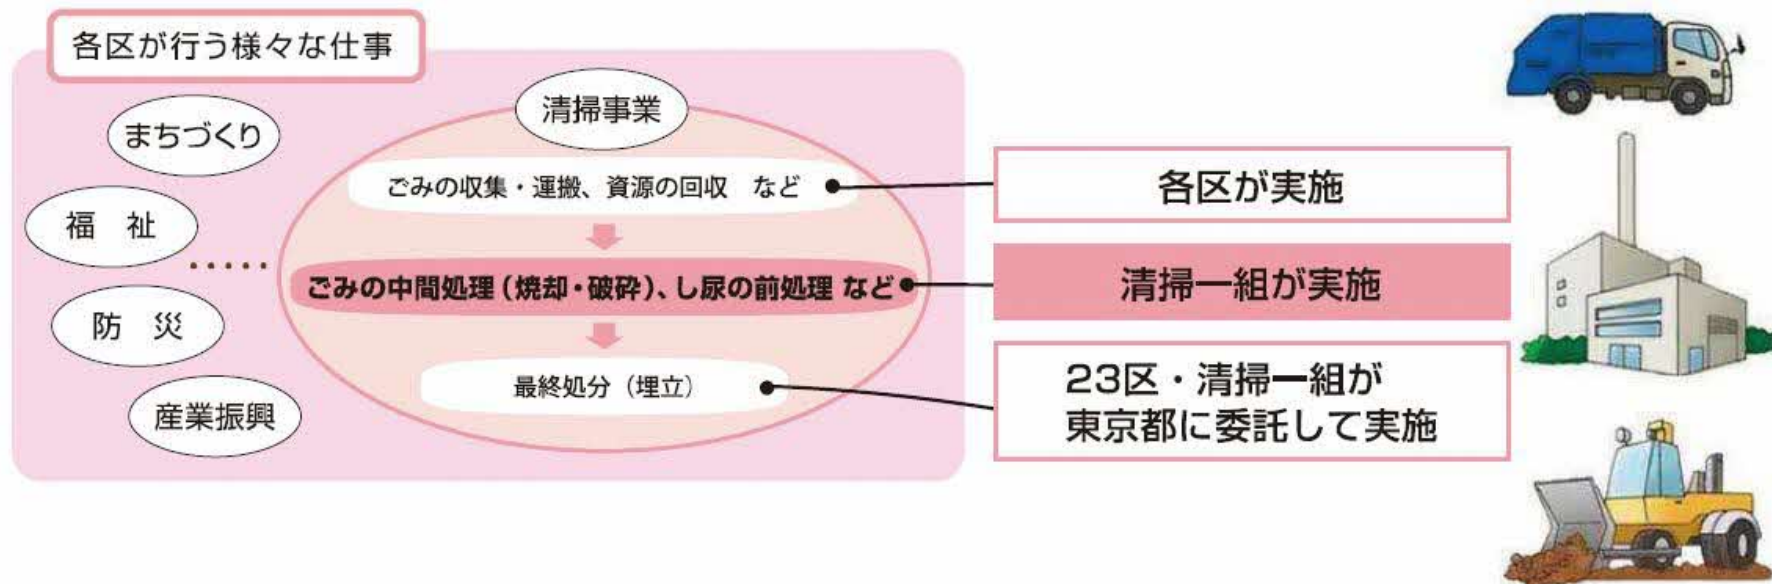 各区が行う様々な仕事
まちづくり
福　祉
防　災
産業振興
清掃事業
ごみの収集・運搬、資源の回収　など
ごみの中間処理（焼却・破砕）、し尿の前処理 など
最終処分（埋立）
各区が実施
清掃一組が実施
23区・清掃一組が
東京都に委託して実施